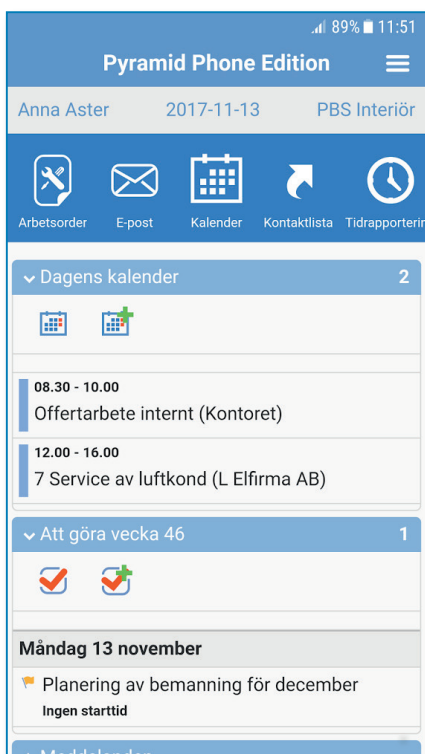 89% 11:51
Pyramid Phone Edition
Anna Aster 2017-11-13 PBS Interiör
Arbetsorder E-post Kalender Kontaktlista Tidrapporterin
Dagens kalender 2
08.30 - 10.00
Offertarbete internt (Kontoret)
12.00 - 16.00
7 Service av luftkond (L Elfirma AB)
Att göra vecka 46 1
Måndag 13 november
Planering av bemanning för december
Ingen starttid
Meddelanden